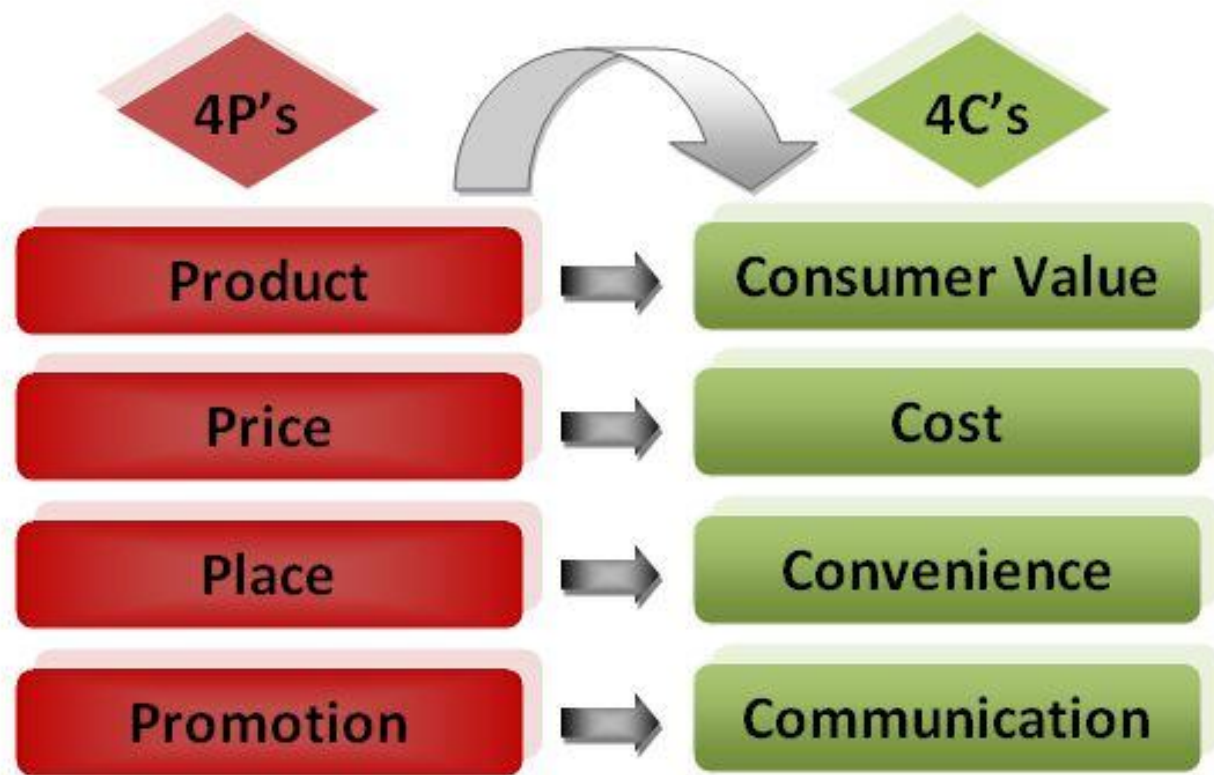 4P's
4C's
Product
Consumer Value
Price
Cost
Place
Convenience
Promotion
Communication